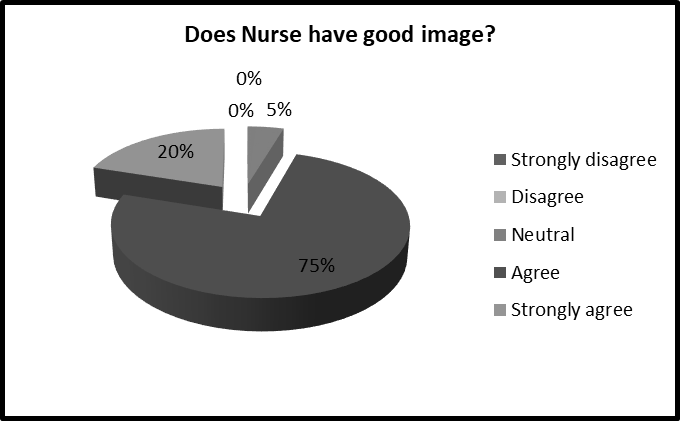 Does Nurse have good image?
0%
0%
5%
20%
75%
Strongly disagree
Disagree
Neutral
Agree
Strongly agree